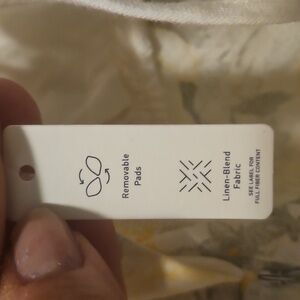 Removable
Pads
Linen-Blend
Fabric
SEE LABEL FOR
FULL FIBER CONTENT